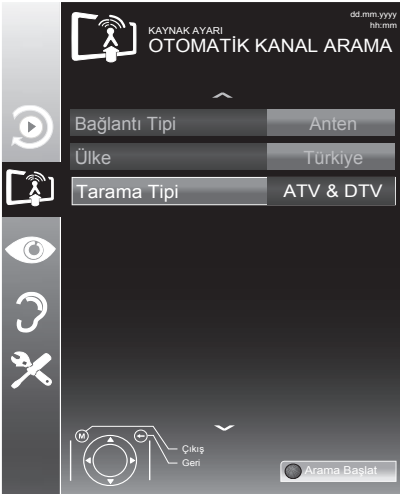 dd.mm.yyyy
hh:mm
KAYNAK AYARI
OTOMATİK KANAL ARAMA
Bağlantı Tipi Anten
Ülke Türkiye
Tarama Tipi ATV & DTV
M
Çıkış
Geri
Arama Başlat